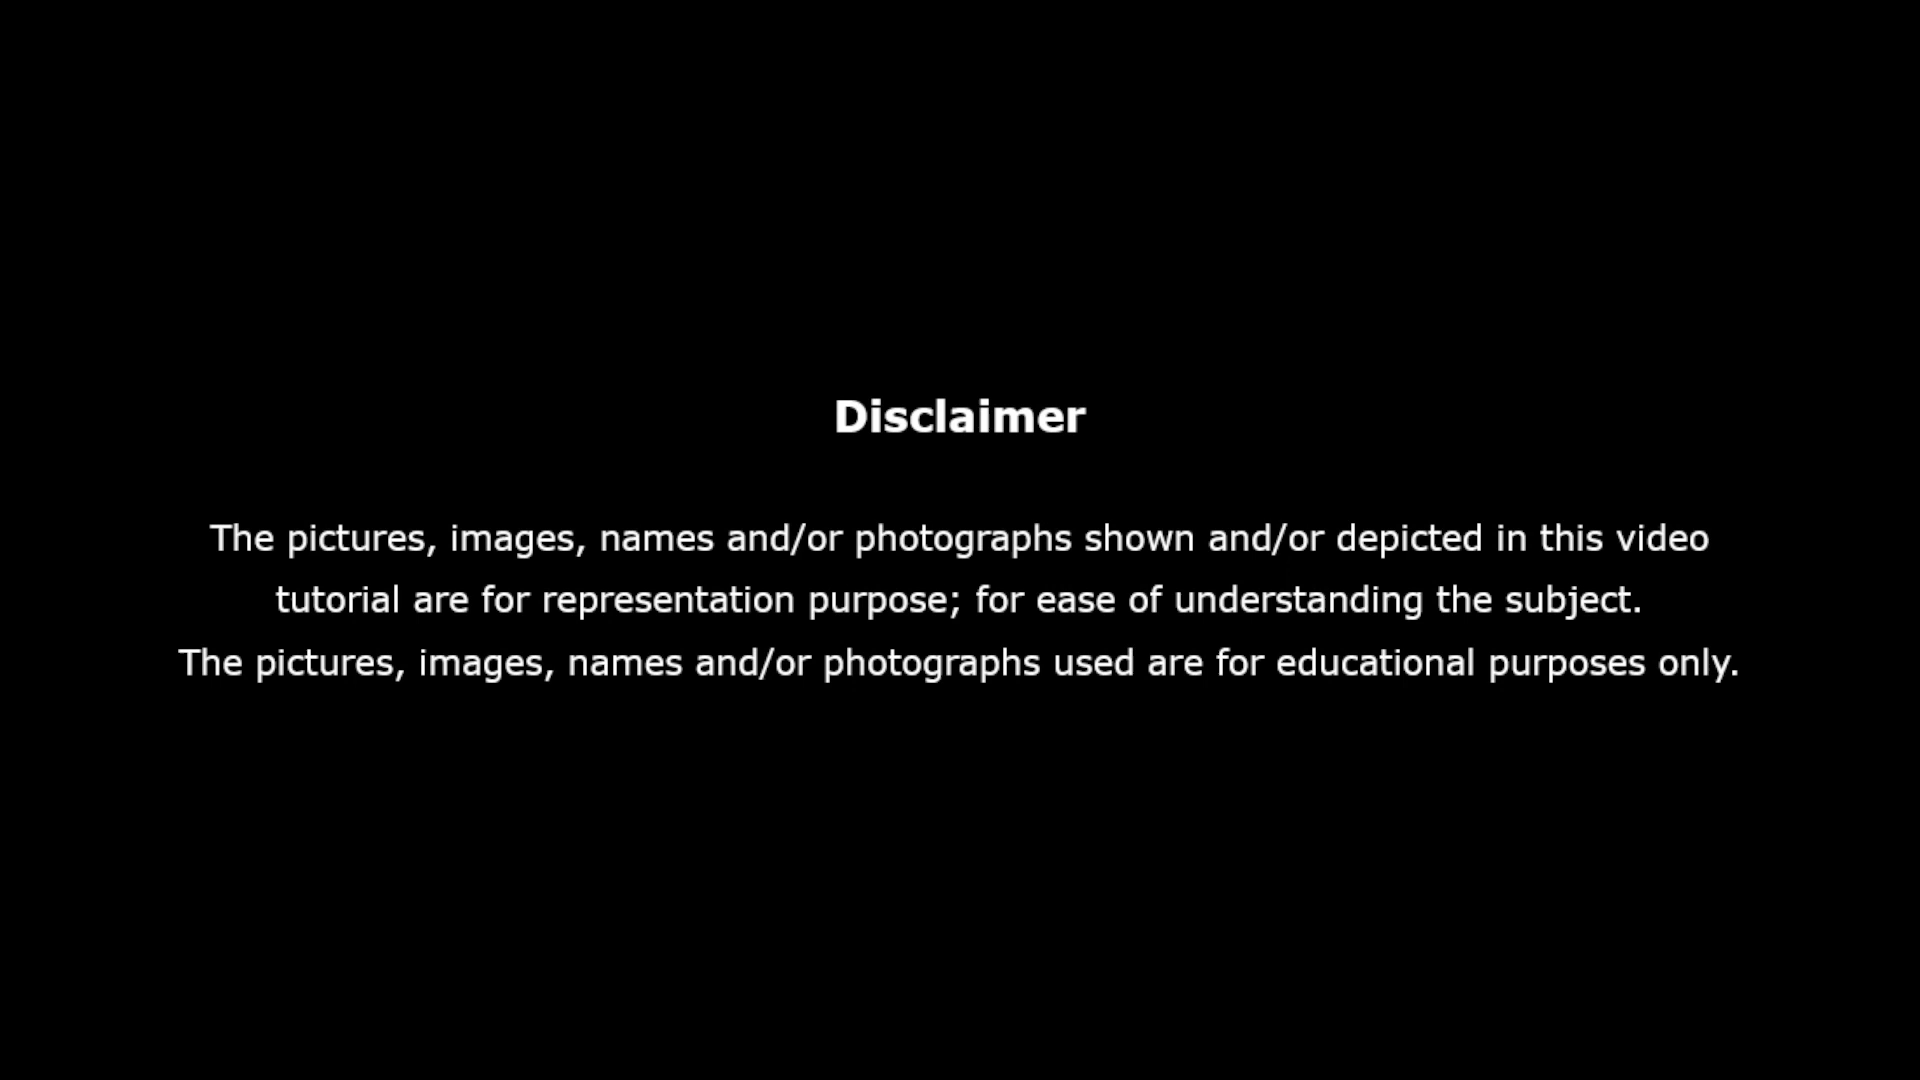 Disclaimer
The pictures, images, names and/or photographs shown and/or depicted in this video
tutorial are for representation purpose; for ease of understanding the subject.
The pictures, images, names and/or photographs used are for educational purposes only.